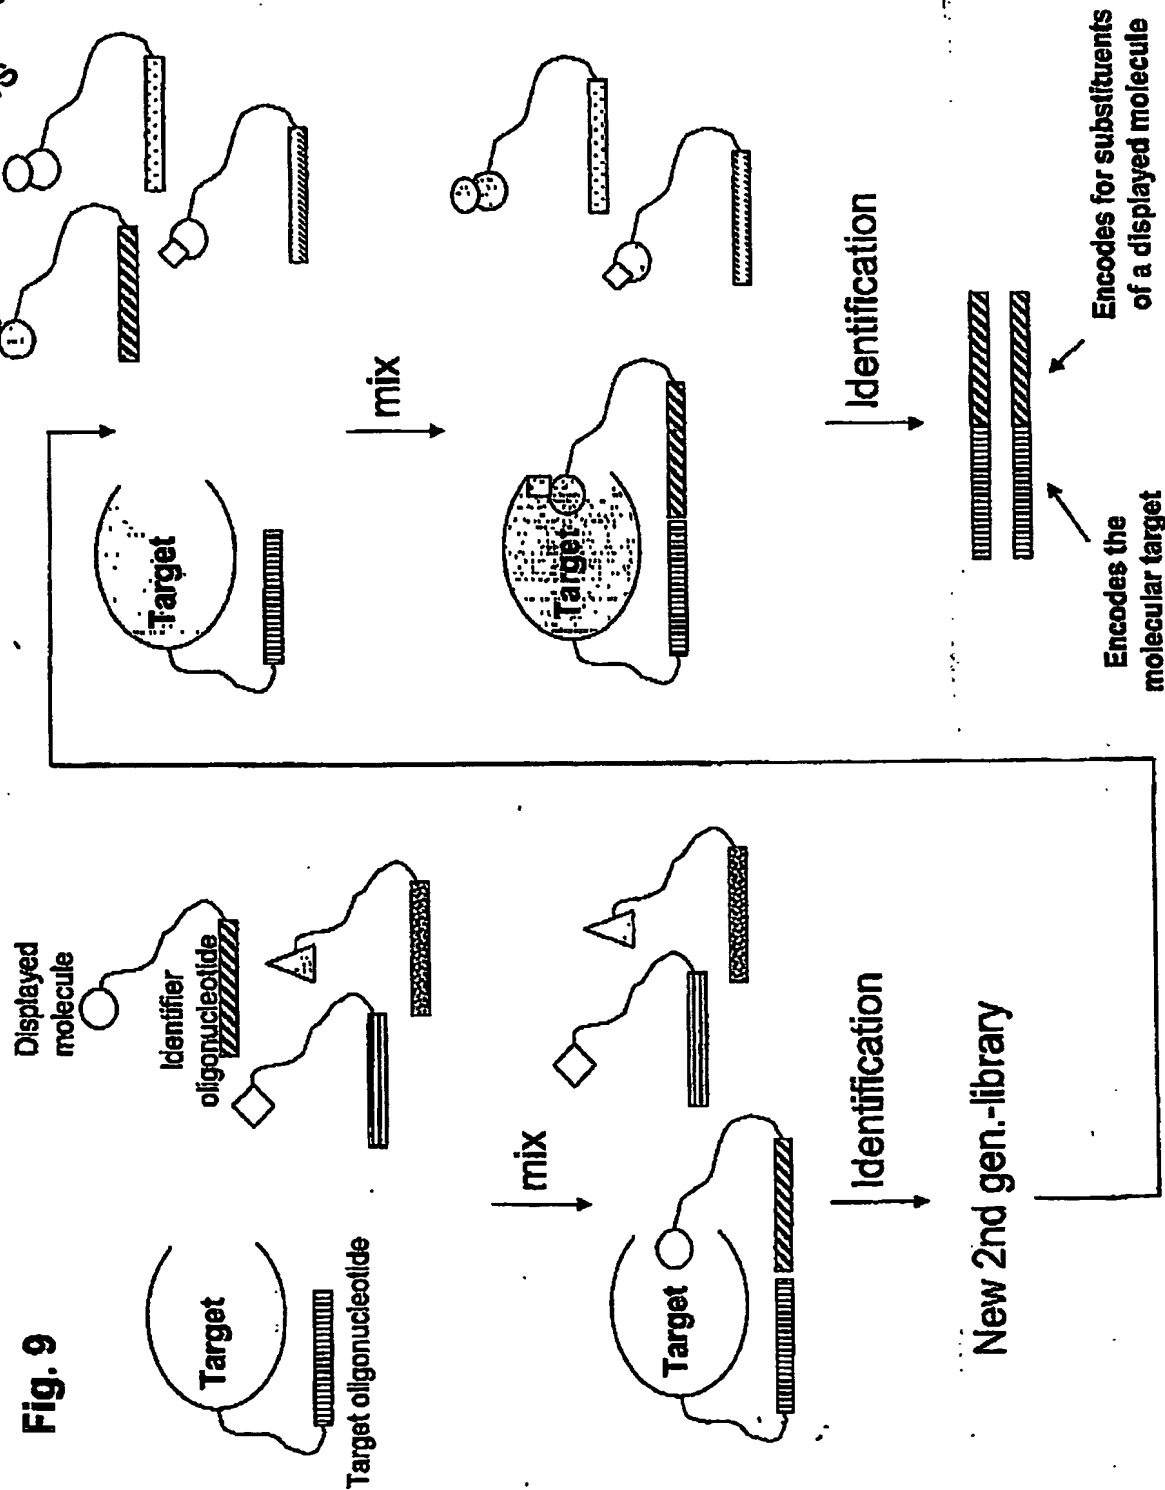 Fig. 9
Displayed
molecule
Identifier
oligonucleotide
Target
Target oligonucleotide
mix
Target
Identification
New 2nd gen.-library
Target
mix
Target
Identification
Encodes the
molecular target
Encodes for substituents
of a displayed molecule